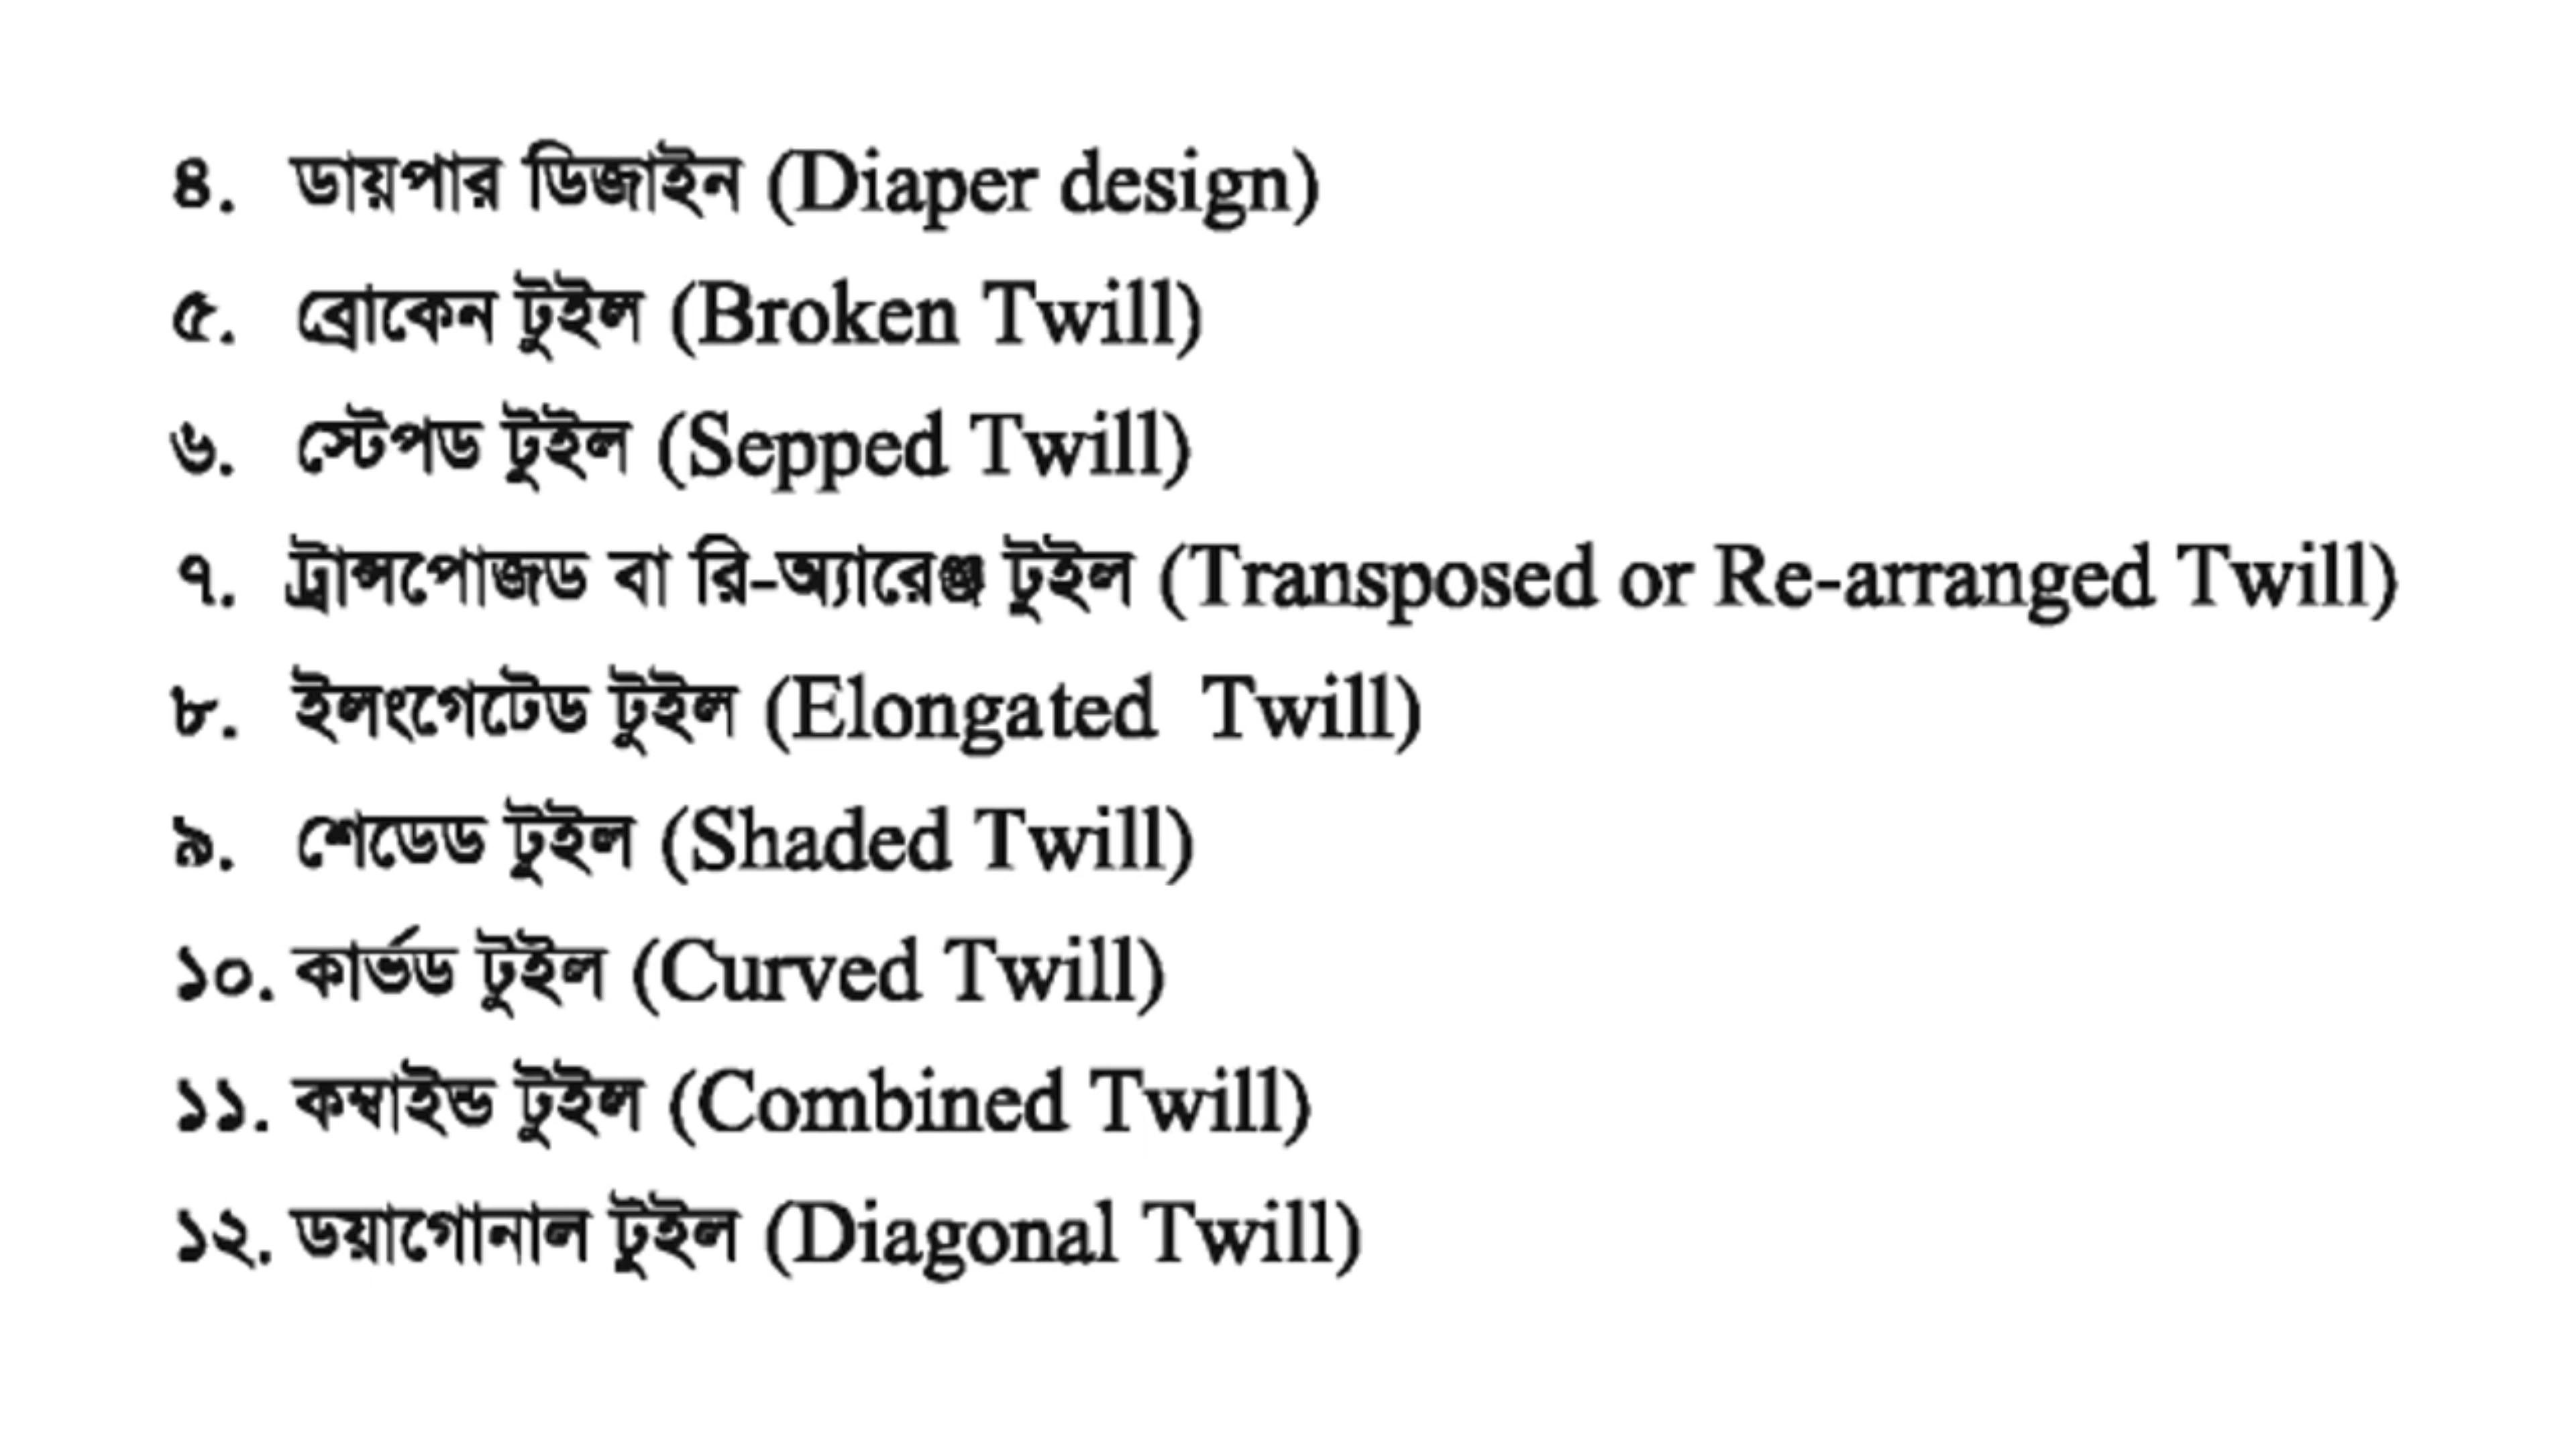 ৪. ডায়পার ডিজাইন (Diaper design)
৫. ব্রোকেন টুইল (Broken Twill)
৬. স্টেপড টুইল (Sepped Twill)
৭. ট্রান্সপোজড বা রি-অ্যারেঞ্জ টুইল (Transposed or Re-arranged Twill)
৮. ইলংগেটেড টুইল (Elongated Twill)
৯. শেডেড টুইল (Shaded Twill)
১০. কার্ভড টুইল (Curved Twill)
১১. কম্বাইন্ড টুইল (Combined Twill)
১২. ডয়াগোনাল টুইল (Diagonal Twill)